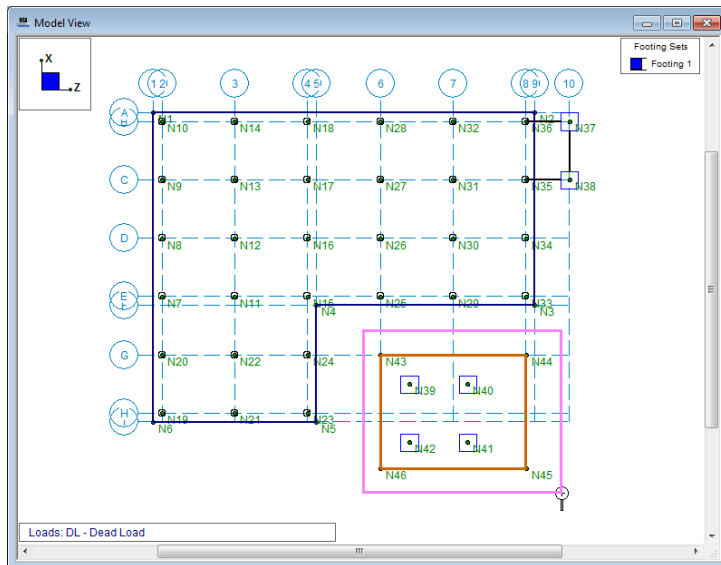 Model View
X
Z
Footing Sets
Footing 1
1 2 3 4 5 6 7 8 9 10
A
N1 N2
B
N10 N14 N18 N28 N32 N36 N37
C
N9 N13 N17 N27 N31 N35 N38
D
N8 N12 N16 N26 N30 N34
E
N7 N11 N15 N25 N29 N33
N4 N3
G
N20 N22 N24 N43 N44
N39 N40
H
N19 N21 N23
N6 N5
N42 N41
N46 N45
Loads: DL - Dead Load